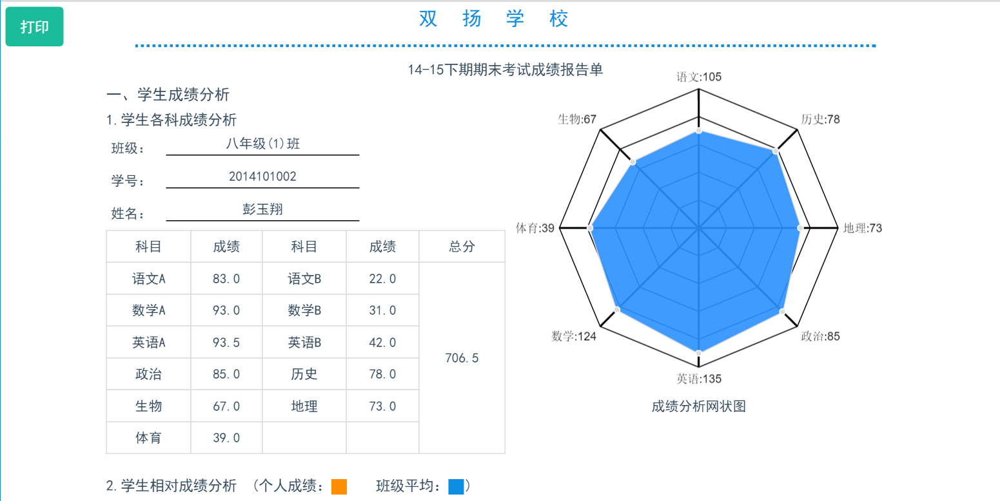 打印
双 扬 学 校
14-15下期期末考试成绩报告单
一、学生成绩分析
1.学生各科成绩分析
班级： 八年级(1)班
学号： 2014101002
姓名： 彭玉翔
科目 成绩 科目 成绩 总分
语文A 83.0 语文B 22.0
数学A 93.0 数学B 31.0
英语A 93.5 英语B 42.0
706.5
政治 85.0 历史 78.0
生物 67.0 地理 73.0
体育 39.0
语文:105
生物:67
历史:78
体育:39
地理:73
数学:124
政治:85
英语:135
成绩分析网状图
2.学生相对成绩分析 （个人成绩： 班级平均： ）